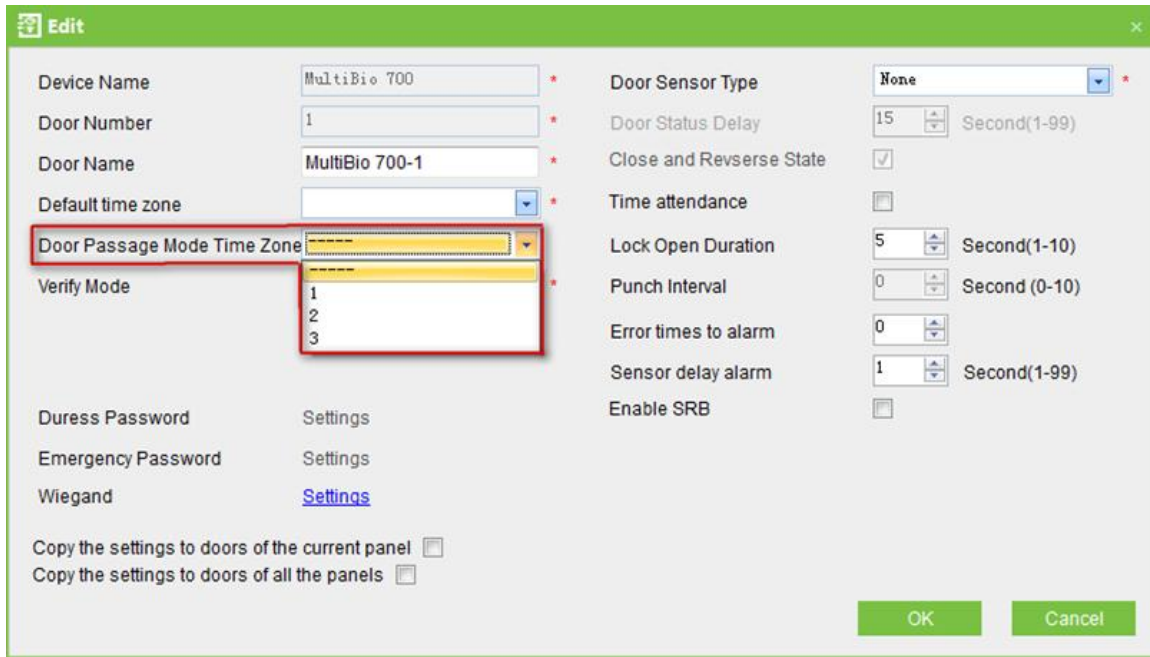 Edit
Device Name MultiBio 700 *
Door Number 1 *
Door Name MultiBio 700-1 *
Default time zone *
Door Passage Mode Time Zone -----
-----
1
2
3
Verify Mode *
Duress Password Settings
Emergency Password Settings
Wiegand Settings
Copy the settings to doors of the current panel
Copy the settings to doors of all the panels
Door Sensor Type None *
Door Status Delay 15 Second(1-99)
Close and Revserse State
Time attendance
Lock Open Duration 5 Second(1-10)
Punch Interval 0 Second (0-10)
Error times to alarm 0
Sensor delay alarm 1 Second(1-99)
Enable SRB
OK Cancel